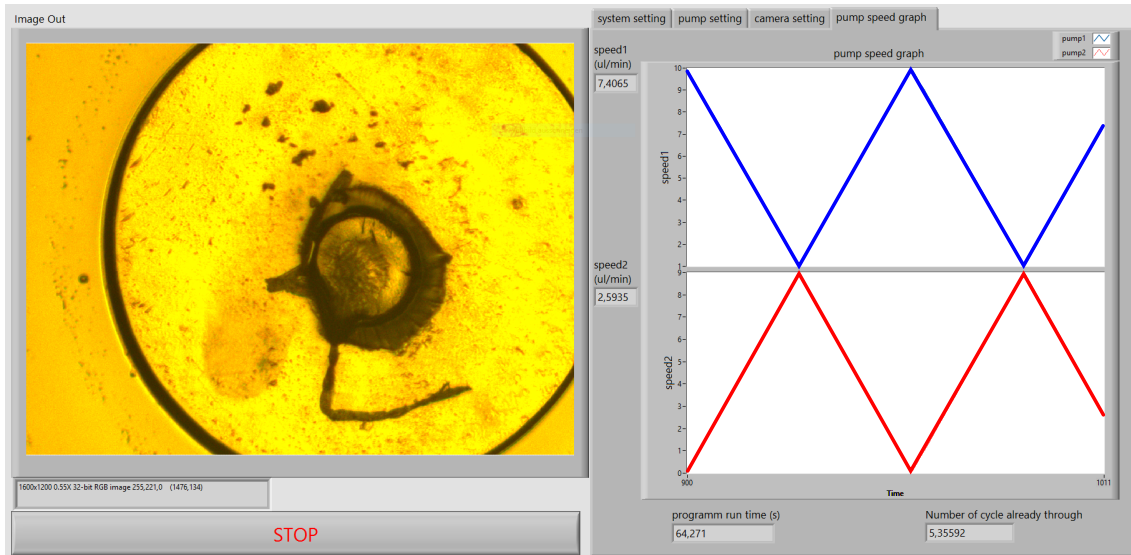 Image Out
1600x1200 0.55X 32-bit RGB image 255,221,0 (1476,134)
STOP
system setting
pump setting
camera setting
pump speed graph
speed1
(ul/min)
7,4065
speed2
(ul/min)
2,5935
pump speed graph
pump1
pump2
speed1
10
9
8
7
6
5
4
3
2
1
speed2
9
8
7
6
5
4
3
2
1
0
900
1011
Time
programm run time (s)
64,271
Number of cycle already through
5,35592